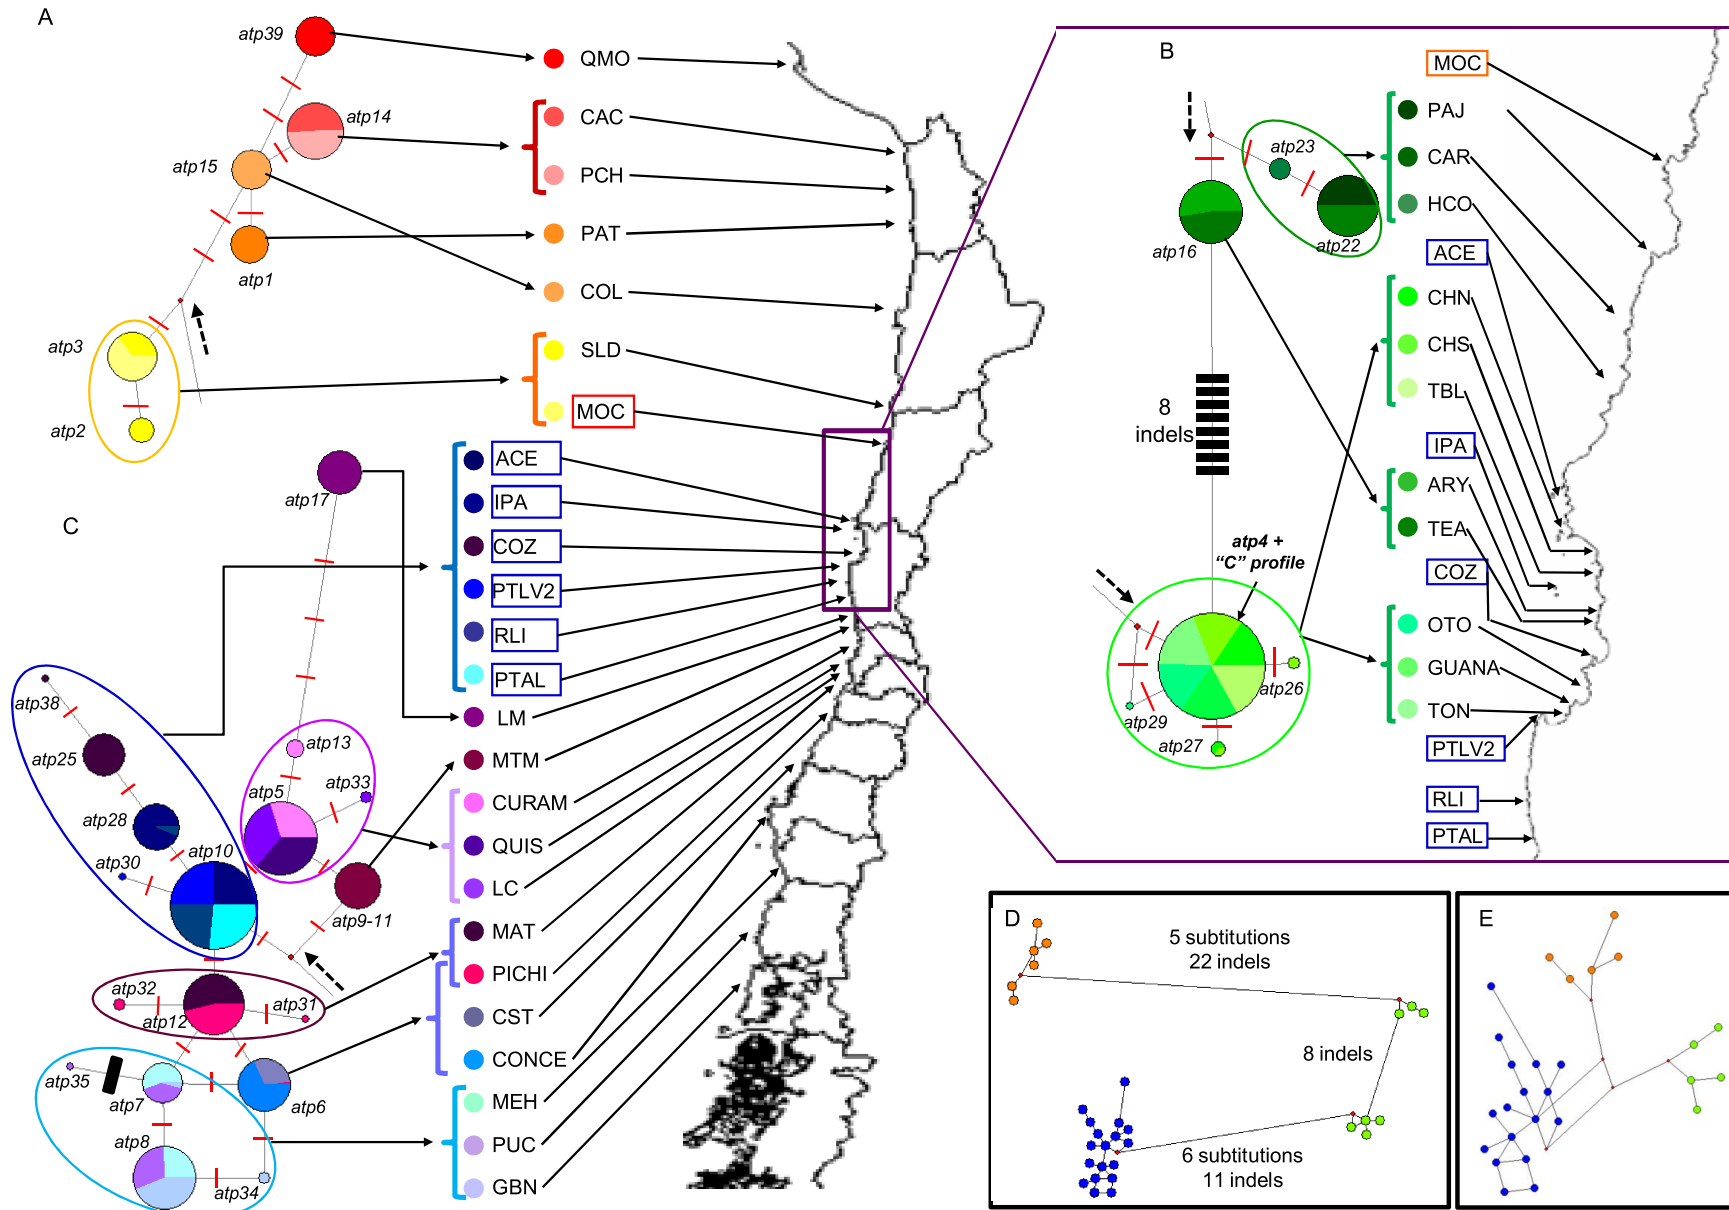 A
atp39
atp14
atp15
atp1
atp3
atp2
QMO
CAC
PCH
PAT
COL
SLD
MOC
ACE
IPA
COZ
PTLV2
RLI
PTAL
LM
MTM
CURAM
QUIS
LC
MAT
PICHI
CST
CONCE
MEH
PUC
GBN
C
atp17
atp38
atp25
atp28
atp30
atp10
atp13
atp33
atp5
atp9-11
atp32
atp12
atp31
atp35
atp7
atp6
atp8
atp34
B
atp23
atp22
atp16
8
indels
atp4 +
“C” profile
atp26
atp29
atp27
MOC
PAJ
CAR
HCO
ACE
CHN
CHS
TBL
IPA
ARY
TEA
COZ
OTO
GUANA
TON
PTLV2
RLI
PTAL
D
5 subtitutions
22 indels
8 indels
6 substitutions
11 indels
E